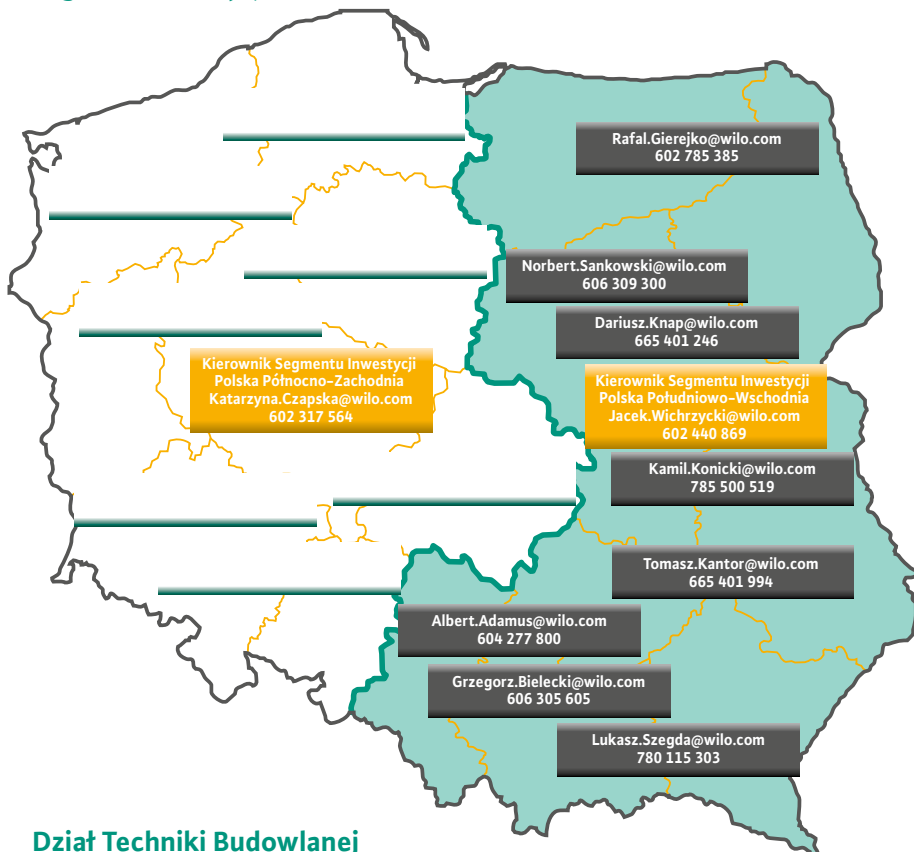 Rafal.Gierejko@wilo.com
602 785 385
Norbert.Sankowski@wilo.com
606 309 300
Dariusz.Knap@wilo.com
665 401 246
Kierownik Segmentu Inwestycji
Polska Północno-Zachodnia
Katarzyna.Czapska@wilo.com
602 317 564
Kierownik Segmentu Inwestycji
Polska Południowo-Wschodnia
Jacek.Wichrzycki@wilo.com
602 440 869
Kamil.Konicki@wilo.com
785 500 519
Tomasz.Kantor@wilo.com
665 401 994
Albert.Adamus@wilo.com
604 277 800
Grzegorz.Bielecki@wilo.com
606 305 605
Lukasz.Szegda@wilo.com
780 115 303
Dział Techniki Budowlanej